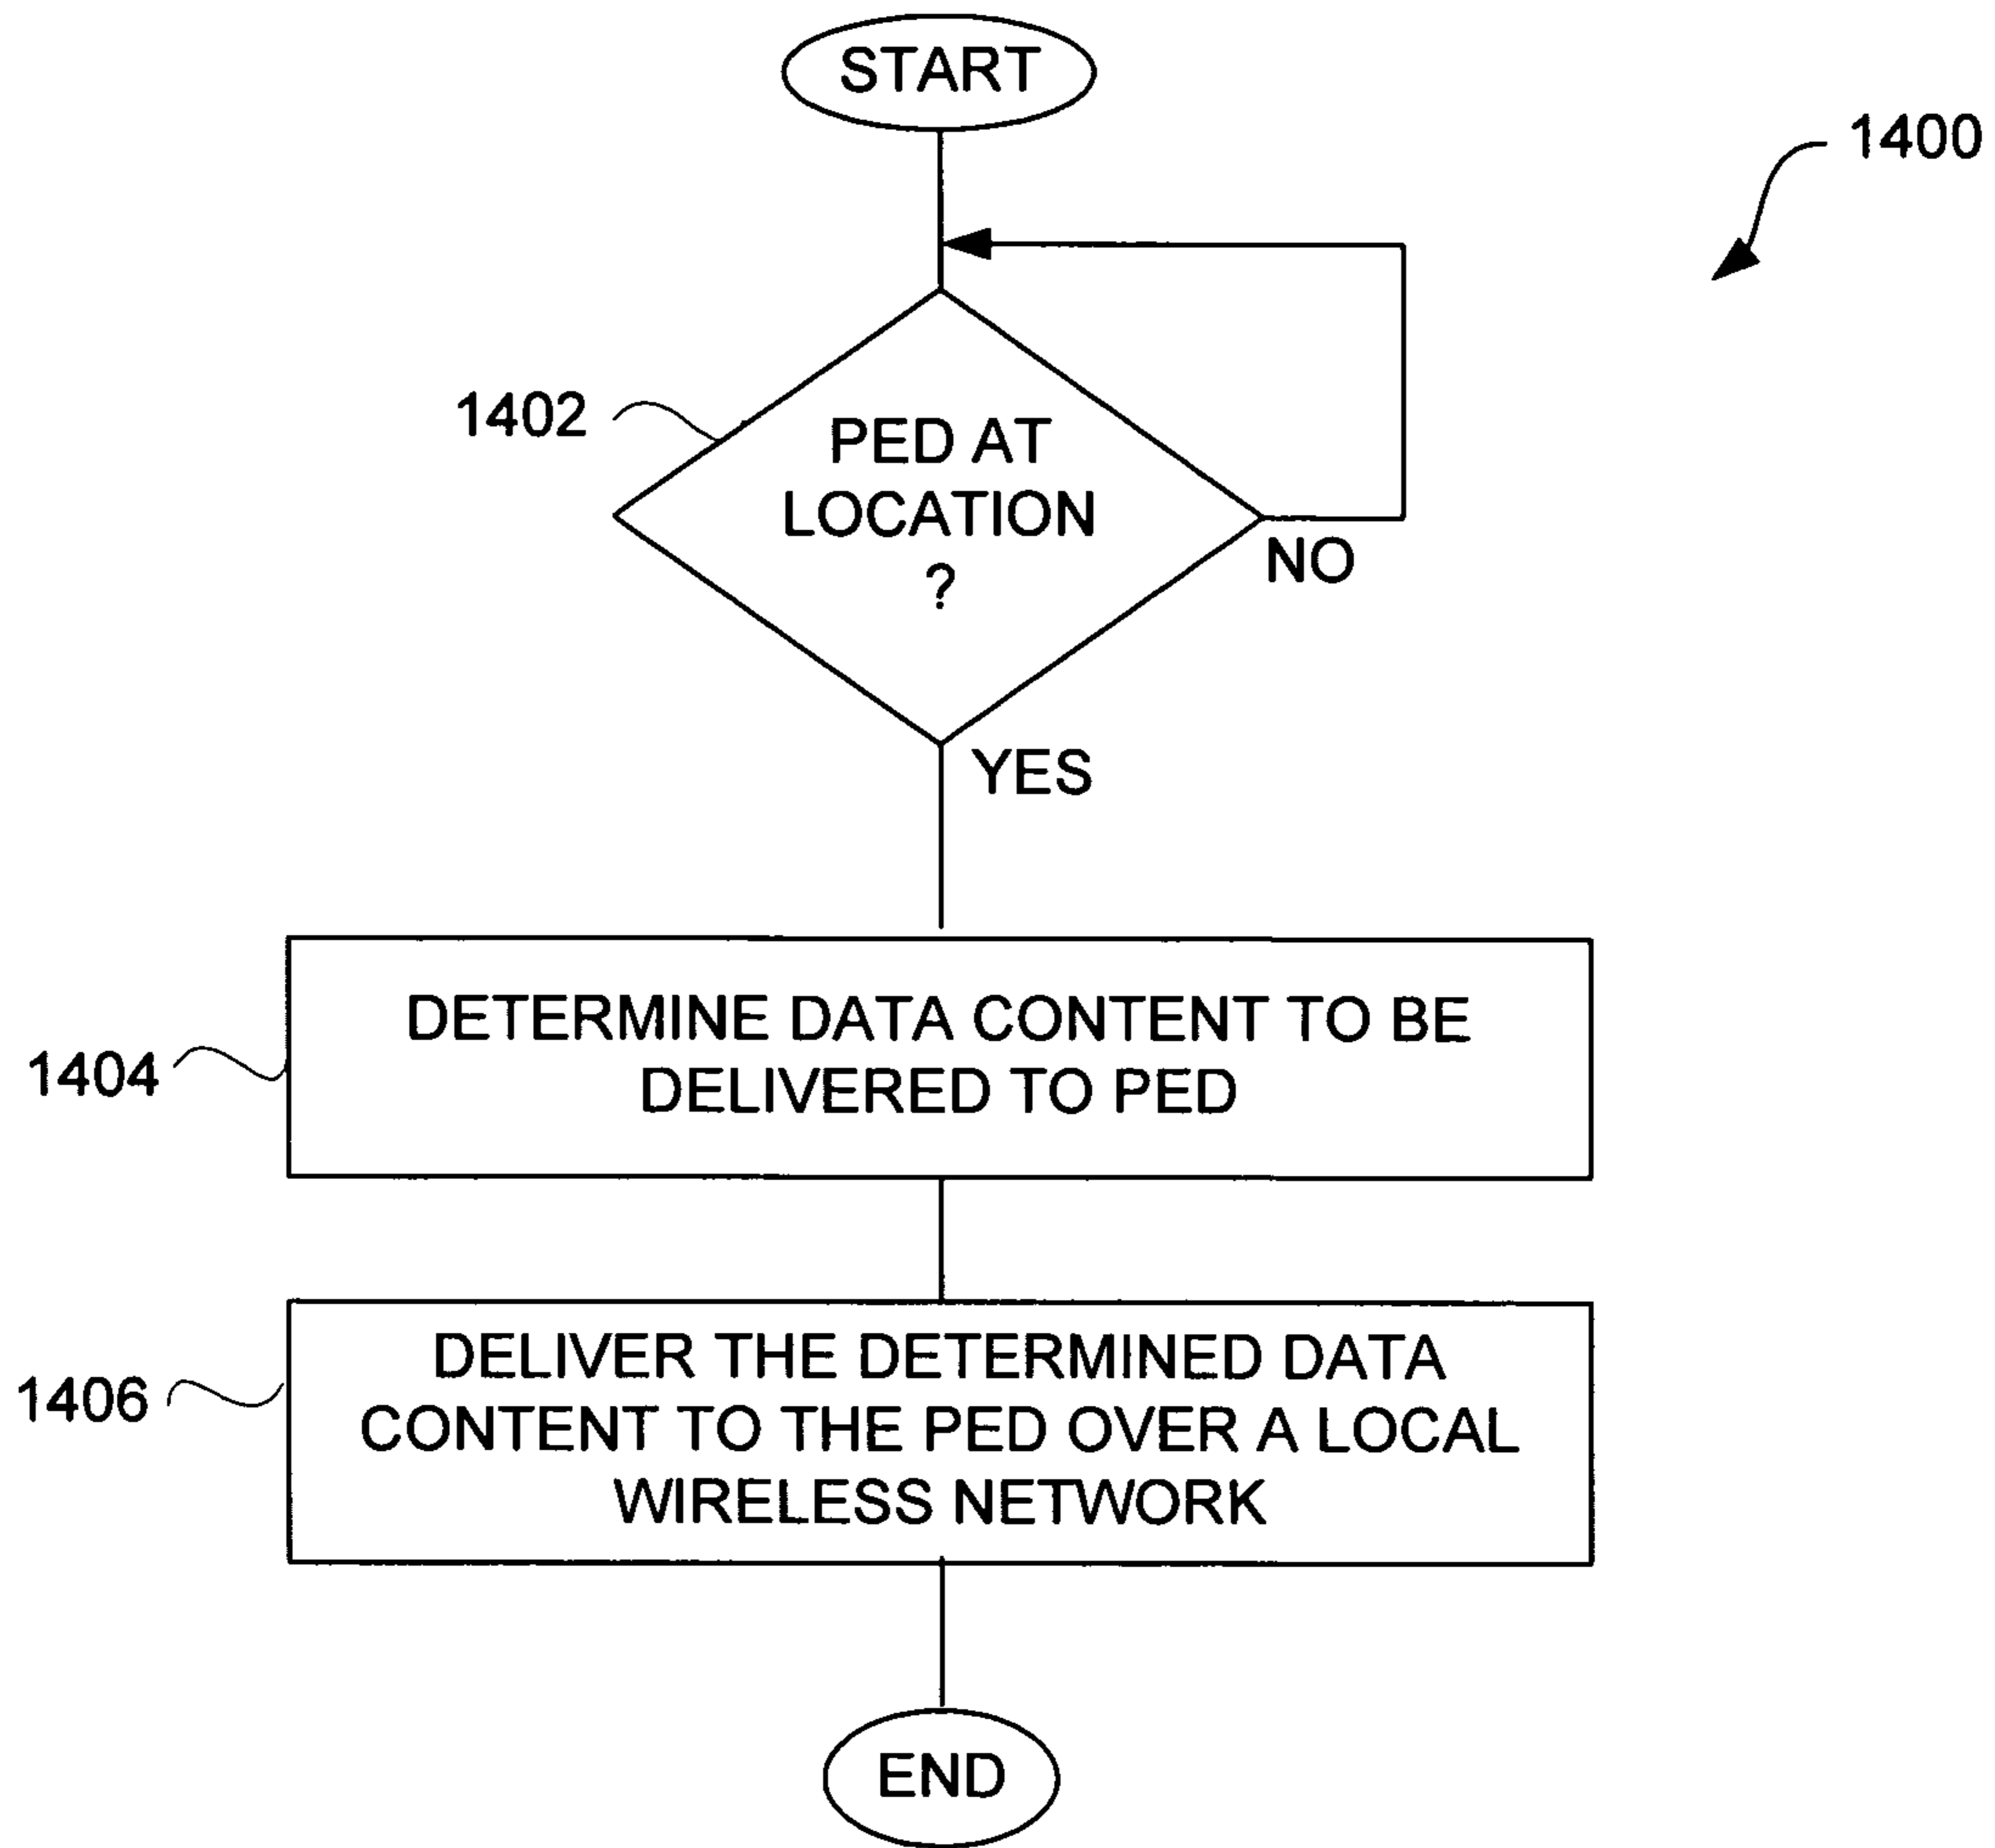 START
1400
1402
PED AT
LOCATION
?
NO
YES
1404
DETERMINE DATA CONTENT TO BE
DELIVERED TO PED
1406
DELIVER THE DETERMINED DATA
CONTENT TO THE PED OVER A LOCAL
WIRELESS NETWORK
END